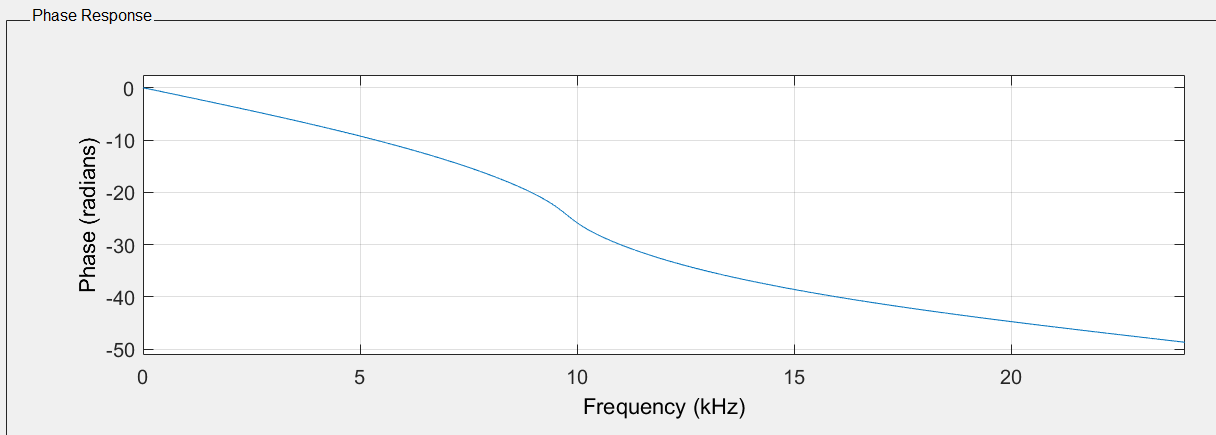 Phase Response
0
-10
-20
-30
-40
-50
Phase (radians)
0 5 10 15 20
Frequency (kHz)